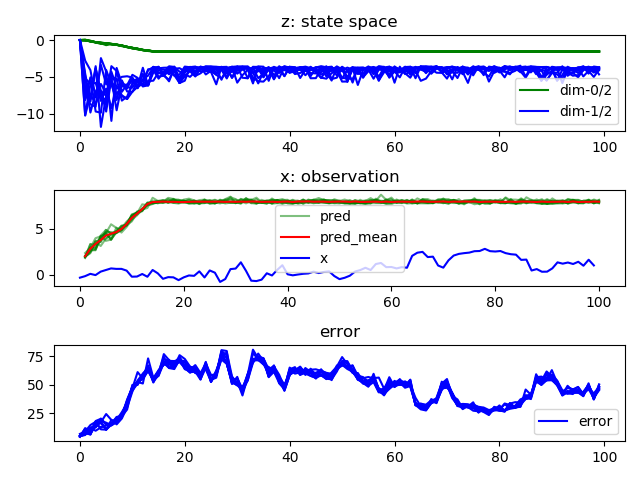 z: state space
0
−5
−10
dim-0/2
dim-1/2
0 20 40 60 80 100
x: observation
5
0
pred
pred_mean
x
0 20 40 60 80 100
error
75
50
25
error
0 20 40 60 80 100